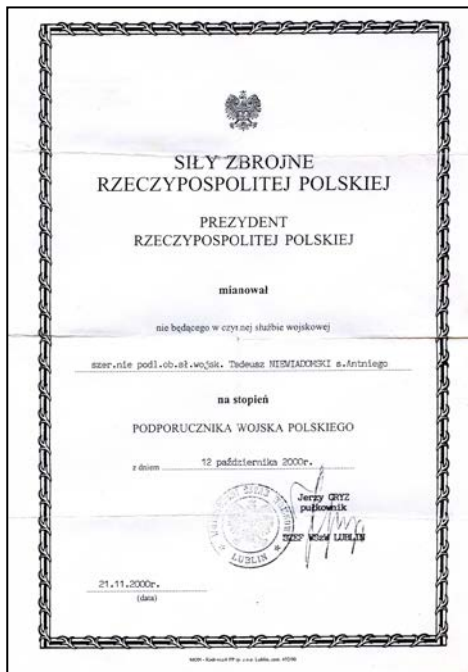 SIŁY ZBROJNE
RZECZYPOSPOLITEJ POLSKIEJ
PREZYDENT
RZECZYPOSPOLITEJ POLSKIEJ
mianował
nie będącego w czynnej służbie wojskowej
szer.nie podl.ob.sł.wojsk. Tadeusz NIEWIADOMSKI s.Antniego
na stopień
PODPORUCZNIKA WOJSKA POLSKIEGO
z dniem 12 października 2000r.
Jerzy GRYZ
pułkownik
SZEF WSzW LUBLIN
LUBLIN
21.11.2000r.
(data)